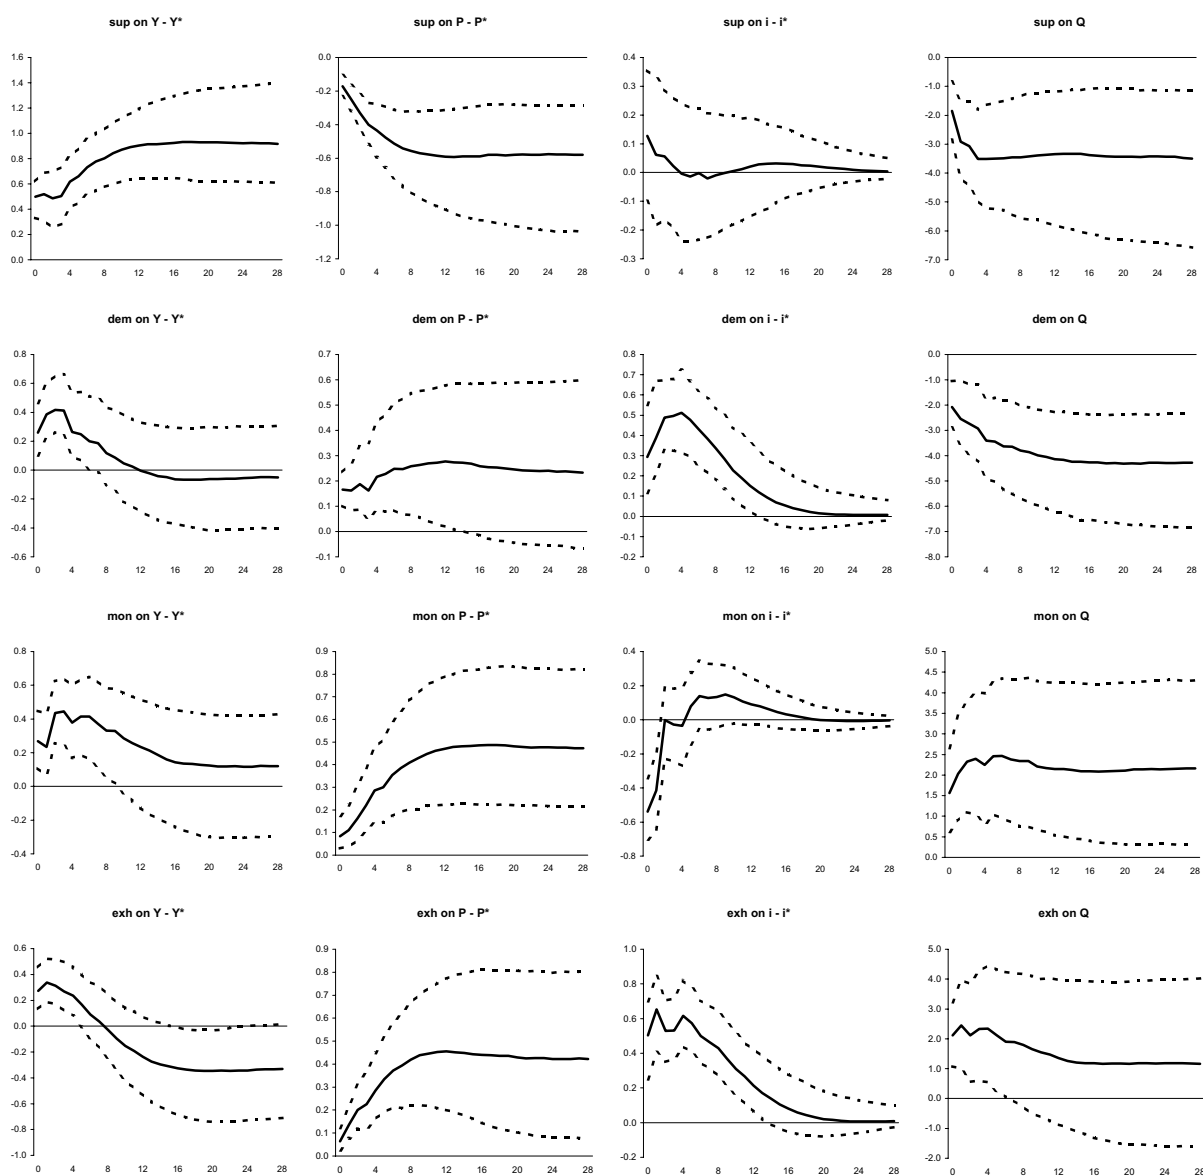 sup on Y - Y* sup on P - P* sup on i - i* sup on Q
1.6 0.0 0.4 0.0
1.4 -0.2 0.3 -1.0
1.2 -0.4 0.2 -2.0
1.0 -0.6 0.1 -3.0
0.8 -0.8 0.0 -4.0
0.6 -1.0 -0.1 -5.0
0.4 -1.2 -0.2 -6.0
0.2 -0.3 -7.0
0.0
0 4 8 12 16 20 24 28 0 4 8 12 16 20 24 28 0 4 8 12 16 20 24 28 0 4 8 12 16 20 24 28
dem on Y - Y* dem on P - P* dem on i - i* dem on Q
0.8 0.7 0.8 0.0
0.6 0.6 0.7 -1.0
0.4 0.5 0.6 -2.0
0.2 0.4 0.5 -3.0
0.0 0.3 0.4 -4.0
-0.2 0.2 0.3 -5.0
-0.4 0.1 0.2 -6.0
-0.6 0.0 0.1 -7.0
-0.1 0.0 -8.0
-0.1
-0.2
0 4 8 12 16 20 24 28 0 4 8 12 16 20 24 28 0 4 8 12 16 20 24 28 0 4 8 12 16 20 24 28
mon on Y - Y* mon on P - P* mon on i - i* mon on Q
0.8 0.9 0.4 5.0
0.6 0.8 0.2 4.5
0.4 0.7 0.0 4.0
0.2 0.6 -0.2 3.5
0.0 0.5 -0.4 3.0
-0.2 0.4 -0.6 2.5
-0.4 0.3 -0.8 2.0
0.2 1.5
0.1 1.0
0.0 0.5
0.0
0 4 8 12 16 20 24 28 0 4 8 12 16 20 24 28 0 4 8 12 16 20 24 28 0 4 8 12 16 20 24 28
exh on Y - Y* exh on P - P* exh on i - i* exh on Q
0.6 0.9 1.0 5.0
0.4 0.8 0.8 4.0
0.2 0.7 0.6 3.0
0.0 0.6 0.4 2.0
-0.2 0.5 0.2 1.0
-0.4 0.4 0.0 0.0
-0.6 0.3 -0.2 -1.0
-0.8 0.2 -2.0
-1.0 0.1
0.0
0 4 8 12 16 20 24 28 0 4 8 12 16 20 24 28 0 4 8 12 16 20 24 28 0 4 8 12 16 20 24 28